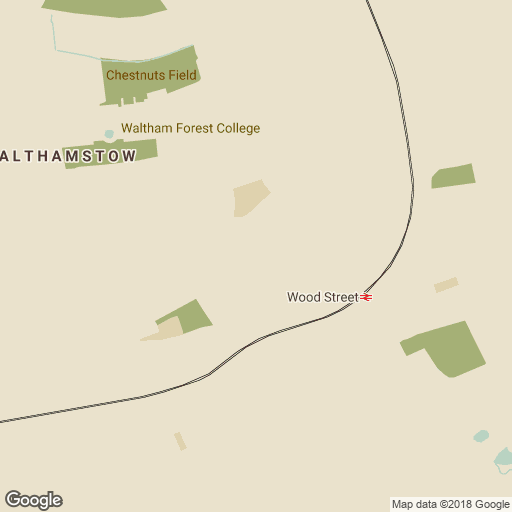 Chestnuts Field
Waltham Forest College
ALTHAMSTOW
Wood Street
Google
Map data ©2018 Google